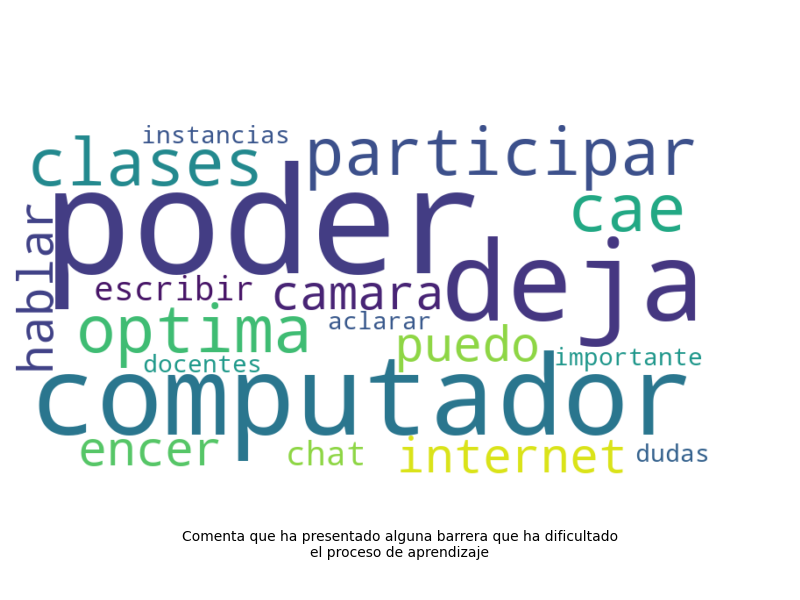 instancias
participar
clases
poder
cae
hablar
deja
escribir
camara
optima
aclarar
puedo
docentes
importante
computador
encer
chat
internet
dudas
Comenta que ha presentado alguna barrera que ha dificultado
el proceso de aprendizaje